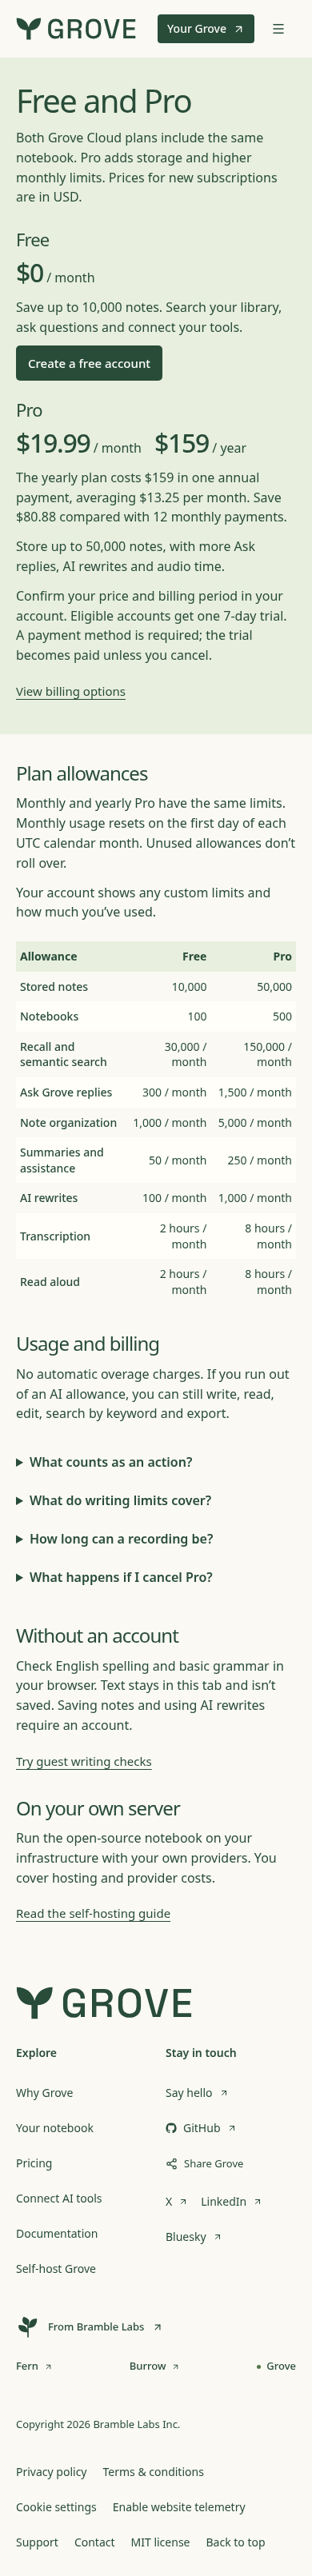 GROVE
Your Grove
Free and Pro
Both Grove Cloud plans include the same
notebook. Pro adds storage and higher
monthly limits. Prices for new subscriptions
are in USD.
Free
$0 / month
Save up to 10,000 notes. Search your library,
ask questions and connect your tools.
Create a free account
Pro
$19.99 / month $159 / year
The yearly plan costs $159 in one annual
payment, averaging $13.25 per month. Save
$80.88 compared with 12 monthly payments.
Store up to 50,000 notes, with more Ask
replies, AI rewrites and audio time.
Confirm your price and billing period in your
account. Eligible accounts get one 7-day trial.
A payment method is required; the trial
becomes paid unless you cancel.
View billing options
Plan allowances
Monthly and yearly Pro have the same limits.
Monthly usage resets on the first day of each
UTC calendar month. Unused allowances don't
roll over.
Your account shows any custom limits and
how much you've used.
Allowance Free Pro
Stored notes 10,000 50,000
Notebooks 100 500
Recall and semantic search 30,000 / month 150,000 / month
Ask Grove replies 300 / month 1,500 / month
Note organization 1,000 / month 5,000 / month
Summaries and assistance 50 / month 250 / month
AI rewrites 100 / month 1,000 / month
Transcription 2 hours / month 8 hours / month
Read aloud 2 hours / month 8 hours / month
Usage and billing
No automatic overage charges. If you run out
of an AI allowance, you can still write, read,
edit, search by keyword and export.
What counts as an action?
What do writing limits cover?
How long can a recording be?
What happens if I cancel Pro?
Without an account
Check English spelling and basic grammar in
your browser. Text stays in this tab and isn't
saved. Saving notes and using AI rewrites
require an account.
Try guest writing checks
On your own server
Run the open-source notebook on your
infrastructure with your own providers. You
cover hosting and provider costs.
Read the self-hosting guide
GROVE
Explore
Why Grove
Your notebook
Pricing
Connect AI tools
Documentation
Self-host Grove
Stay in touch
Say hello
GitHub
Share Grove
X LinkedIn
Bluesky
From Bramble Labs
Fern Burrow Grove
Copyright 2026 Bramble Labs Inc.
Privacy policy Terms & conditions
Cookie settings Enable website telemetry
Support Contact MIT license Back to top